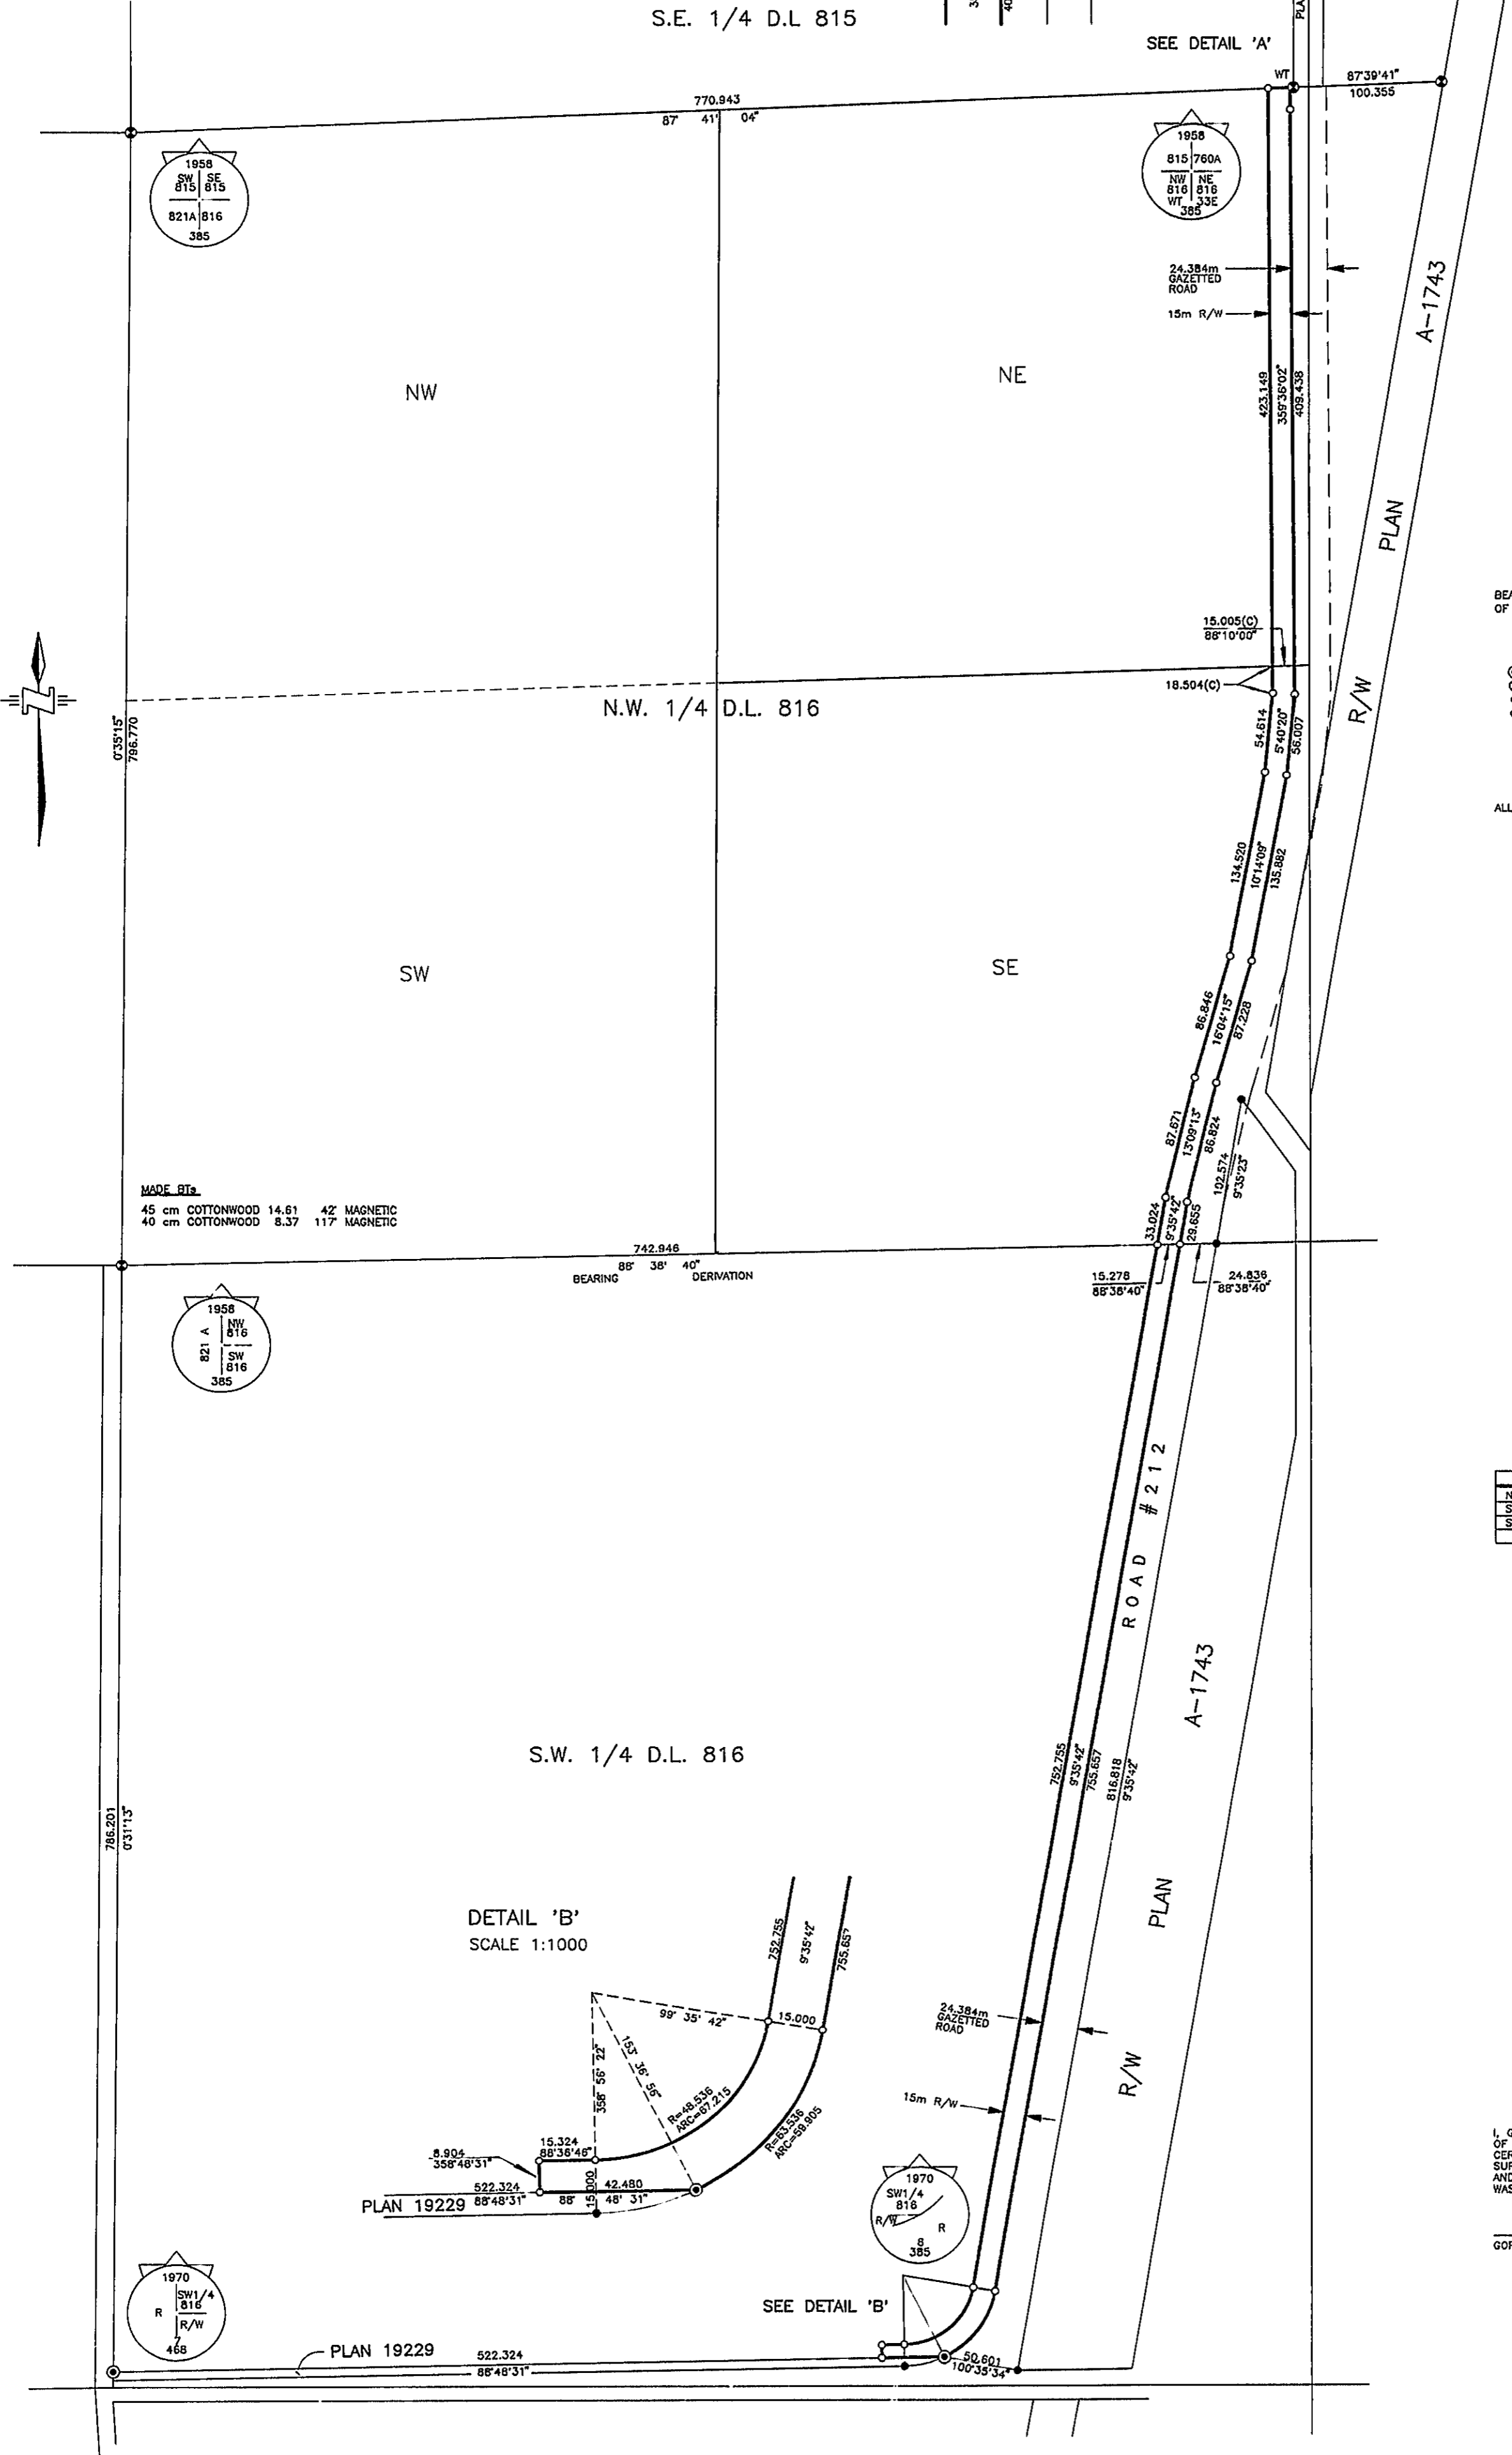 S.E. 1/4 D.L 815
SEE DETAIL 'A'
WT
87°39'41"
100.355
770.943
87° 41' 04"
1958
SW SE
815 815
821A 816
385
1958
815 760A
NW NE
816 816
WT 33E
385
24.384m
GAZETTED
ROAD
15m R/W
A-1743
423.149
359°36'02"
409.438
NW
NE
PLAN
15.005(C)
88°10'00"
18.504(C)
R/W
N.W. 1/4 D.L. 816
0°35'15"
796.770
54.614
5°40'20"
56.007
134.520
10°14'09"
135.882
SW
SE
86.846
16°04'15"
87.228
87.671
13°09'13"
86.824
102.574
9°35'23"
MADE BTs
45 cm COTTONWOOD 14.61 42° MAGNETIC
40 cm COTTONWOOD 8.37 117° MAGNETIC
33.024
9°35'42"
29.655
742.946
88° 38' 40"
BEARING DERIVATION
15.278
88°38'40"
24.836
88°38'40"
1958
821 A
NW
816
SW
816
385
ROAD #212
A-1743
S.W. 1/4 D.L. 816
752.755
9°35'42"
755.657
816.818
9°35'42"
786.201
0°31'13"
PLAN
DETAIL 'B'
SCALE 1:1000
752.755
9°35'42"
755.657
99° 35' 42"
15.000
358° 56' 22"
153° 36' 56"
R=48.536
ARC=67.215
R=63.536
ARC=59.905
24.384m
GAZETTED
ROAD
R/W
15m R/W
15.324
88°36'46"
8.904
358°48'31"
522.324
88°48'31"
42.480
88° 48' 31"
15.000
PLAN 19229
1970
SW1/4
816
R/W
R
8
385
1970
SW1/4
816
R
R/W
7
468
SEE DETAIL 'B'
PLAN 19229
522.324
88°48'31"
50.601
100°35'34"